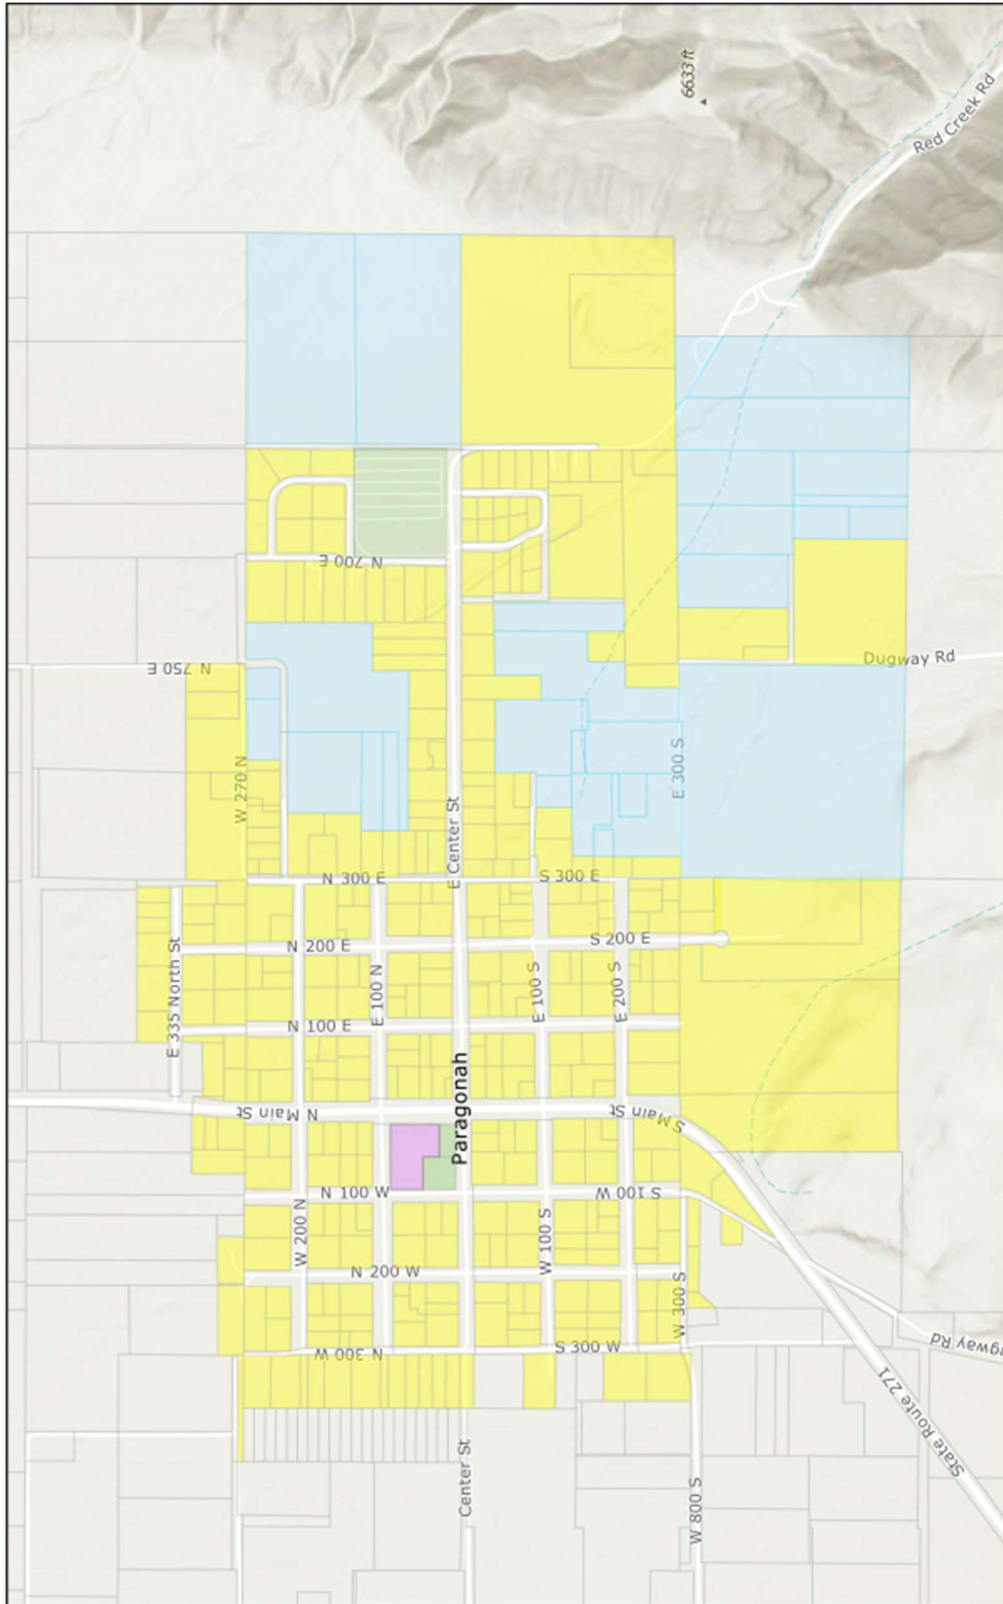 6633 ft
Red Creek Rd
N 700 E
N 750 E
Dugway Rd
W 270 N
E 300 S
E Center St
N 300 E
S 300 E
N 200 E
S 200 E
E 335 North St
E 100 N
E 100 S
E 200 S
N 100 E
Paragonah
N Main St
S Main St
N 100 W
S 100 W
W 200 N
W 100 S
N 200 W
W 300 S
N 300 W
S 300 W
Rd
State Route 271
Center St
W 800 S